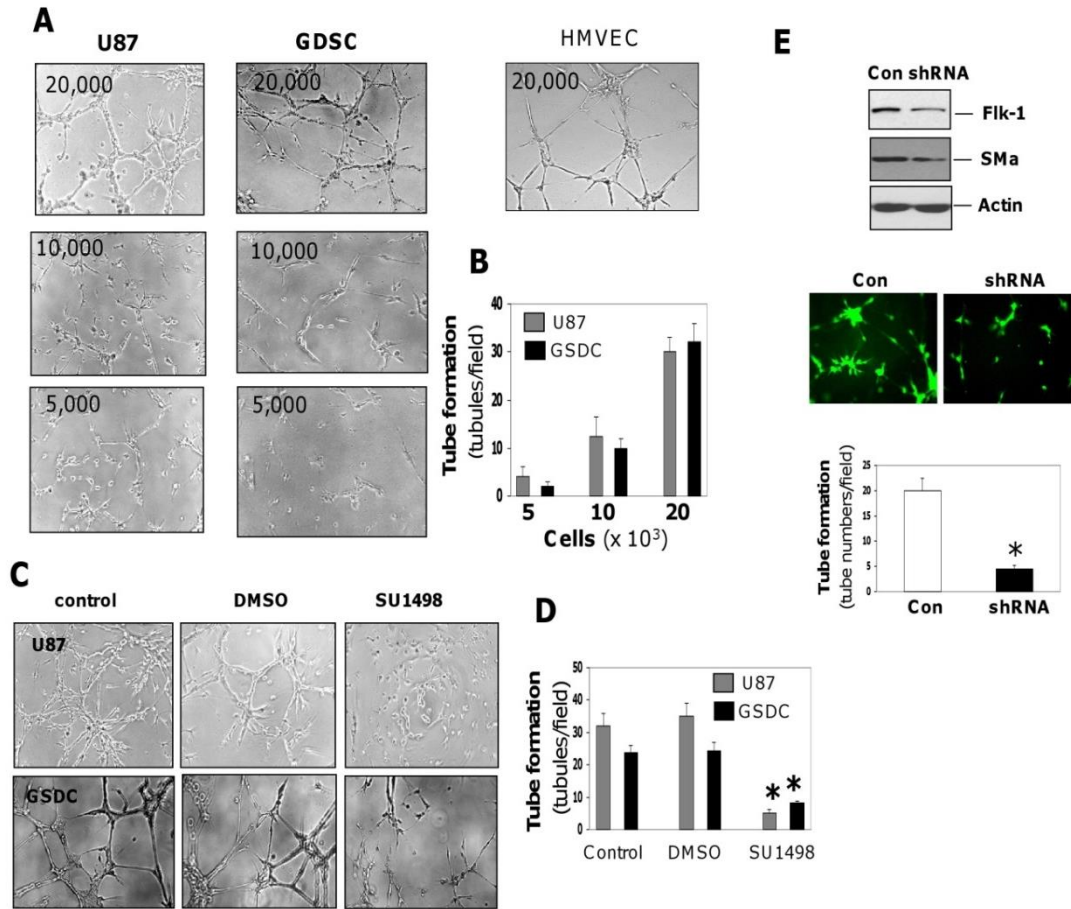 A
U87
GDSC
HMVEC
20,000
20,000
20,000
10,000
10,000
5,000
5,000
B
Tube formation
(tubules/field)
40
30
20
10
0
U87
GSDC
5
10
20
Cells (x 10³)
C
control
DMSO
SU1498
U87
GSDC
D
Tube formation
(tubules/field)
50
40
30
20
10
0
U87
GSDC
* *
Control
DMSO
SU1498
E
Con shRNA
Flk-1
SMa
Actin
Con
shRNA
Tube formation
(tube numbers/field)
25
20
15
10
5
0
*
Con
shRNA